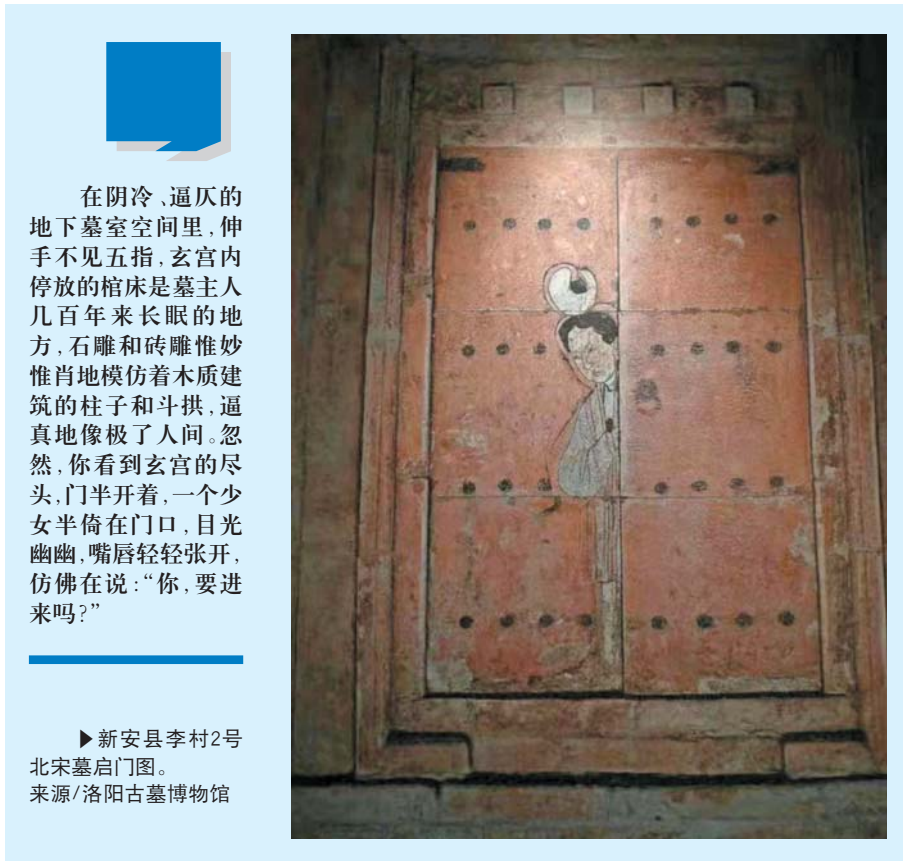 在阴冷、逼仄的
地下墓室空间里,伸
手不见五指,玄宫内
停放的棺床是墓主人
几百年来长眠的地
方,石雕和砖雕惟妙
惟肖地模仿着木质建
筑的柱子和斗拱,逼
真地像极了人间。忽
然,你看到玄宫的尽
头,门半开着,一个少
女半倚在门口,目光
幽幽,嘴唇轻轻张开,
仿佛在说:“你,要进
来吗?”
▶新安县李村2号
北宋墓启门图。
来源/洛阳古墓博物馆